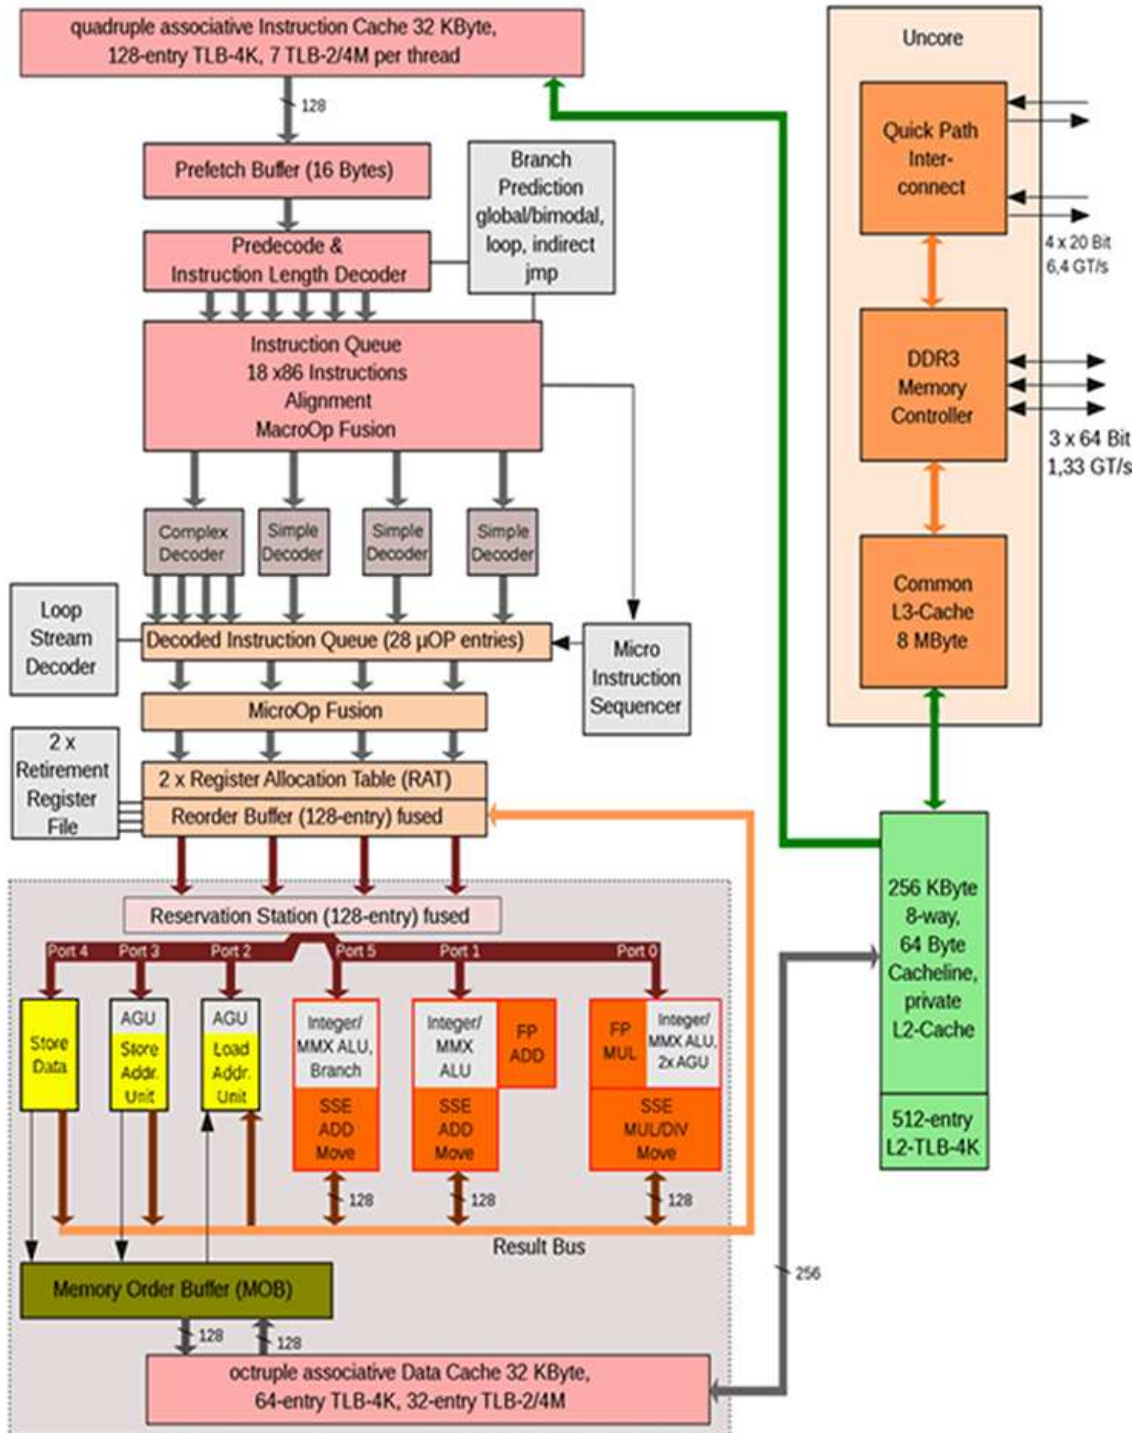 quadruple associative Instruction Cache 32 KByte,
128-entry TLB-4K, 7 TLB-2/4M per thread
128
Prefetch Buffer (16 Bytes)
Predecode &
Instruction Length Decoder
Branch
Prediction
global/bimodal,
loop, indirect
jmp
Instruction Queue
18 x86 Instructions
Alignment
MacroOp Fusion
Complex
Decoder
Simple
Decoder
Simple
Decoder
Simple
Decoder
Loop
Stream
Decoder
Decoded Instruction Queue (28 µOP entries)
Micro
Instruction
Sequencer
MicroOp Fusion
2 x
Retirement
Register
File
2 x Register Allocation Table (RAT)
Reorder Buffer (128-entry) fused
Reservation Station (128-entry) fused
Port 4
Port 3
Port 2
Port 5
Port 1
Port 0
Store
Data
AGU
Store
Addr.
Unit
AGU
Load
Addr.
Unit
Integer/
MMX ALU,
Branch
SSE
ADD
Move
Integer/
MMX
ALU
FP
ADD
SSE
ADD
Move
FP
MUL
Integer/
MMX ALU,
2x AGU
SSE
MUL/DIV
Move
128
128
128
Result Bus
Memory Order Buffer (MOB)
128
128
octruple associative Data Cache 32 KByte,
64-entry TLB-4K, 32-entry TLB-2/4M
256
Uncore
Quick Path
Inter-
connect
4 x 20 Bit
6,4 GT/s
DDR3
Memory
Controller
3 x 64 Bit
1,33 GT/s
Common
L3-Cache
8 MByte
256 KByte
8-way,
64 Byte
Cacheline,
private
L2-Cache
512-entry
L2-TLB-4K